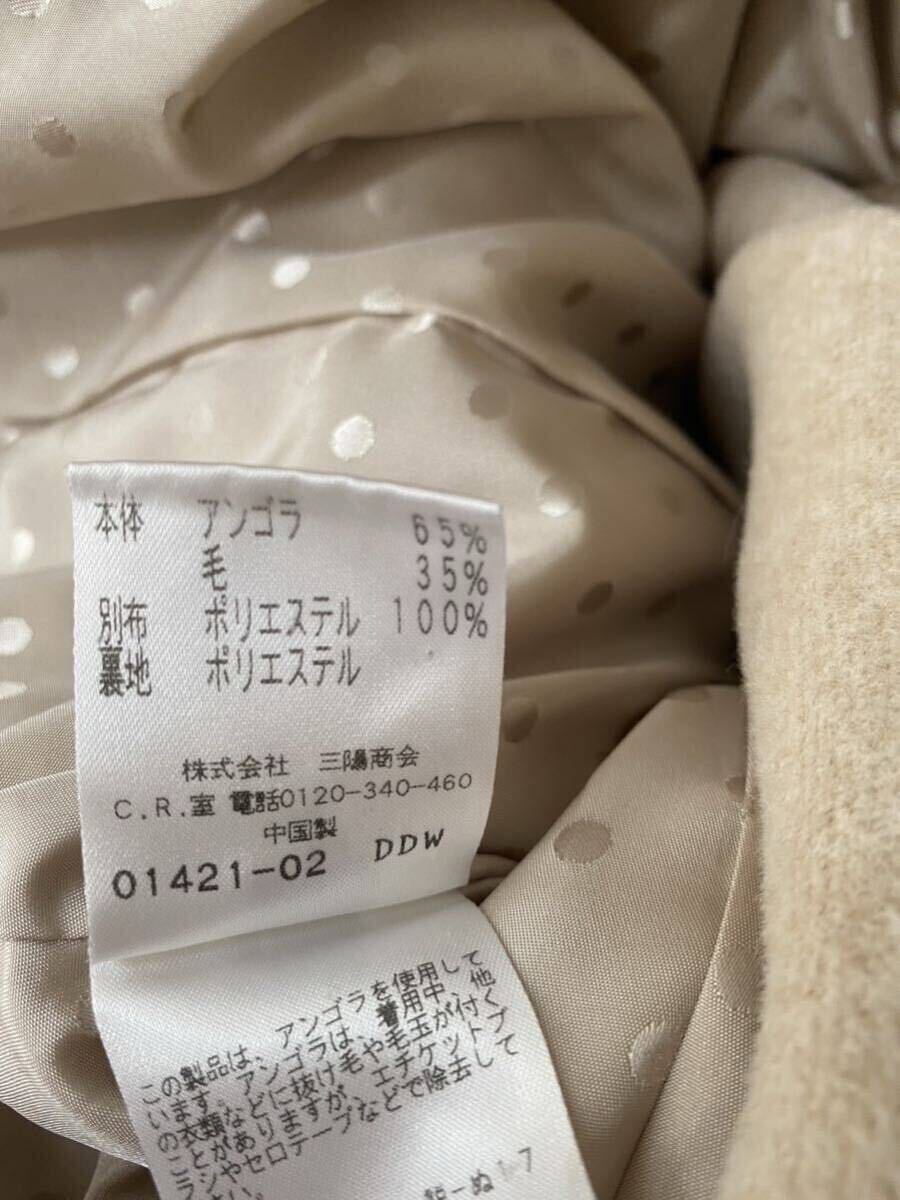 本体 アンゴラ 65%
毛 35%
別布 ポリエステル 100%
裏地 ポリエステル
株式会社 三陽商会
C.R.室 電話0120-340-460
中国製
01421-02 DDW
この製品は、アンゴラを使用して
います。アンゴラは、着用中、他
の衣類などに抜け毛や毛玉が付く
ことがありますが、エチケットブ
ラシやセロテープなどで除去して
さい。
-ぬ1-7